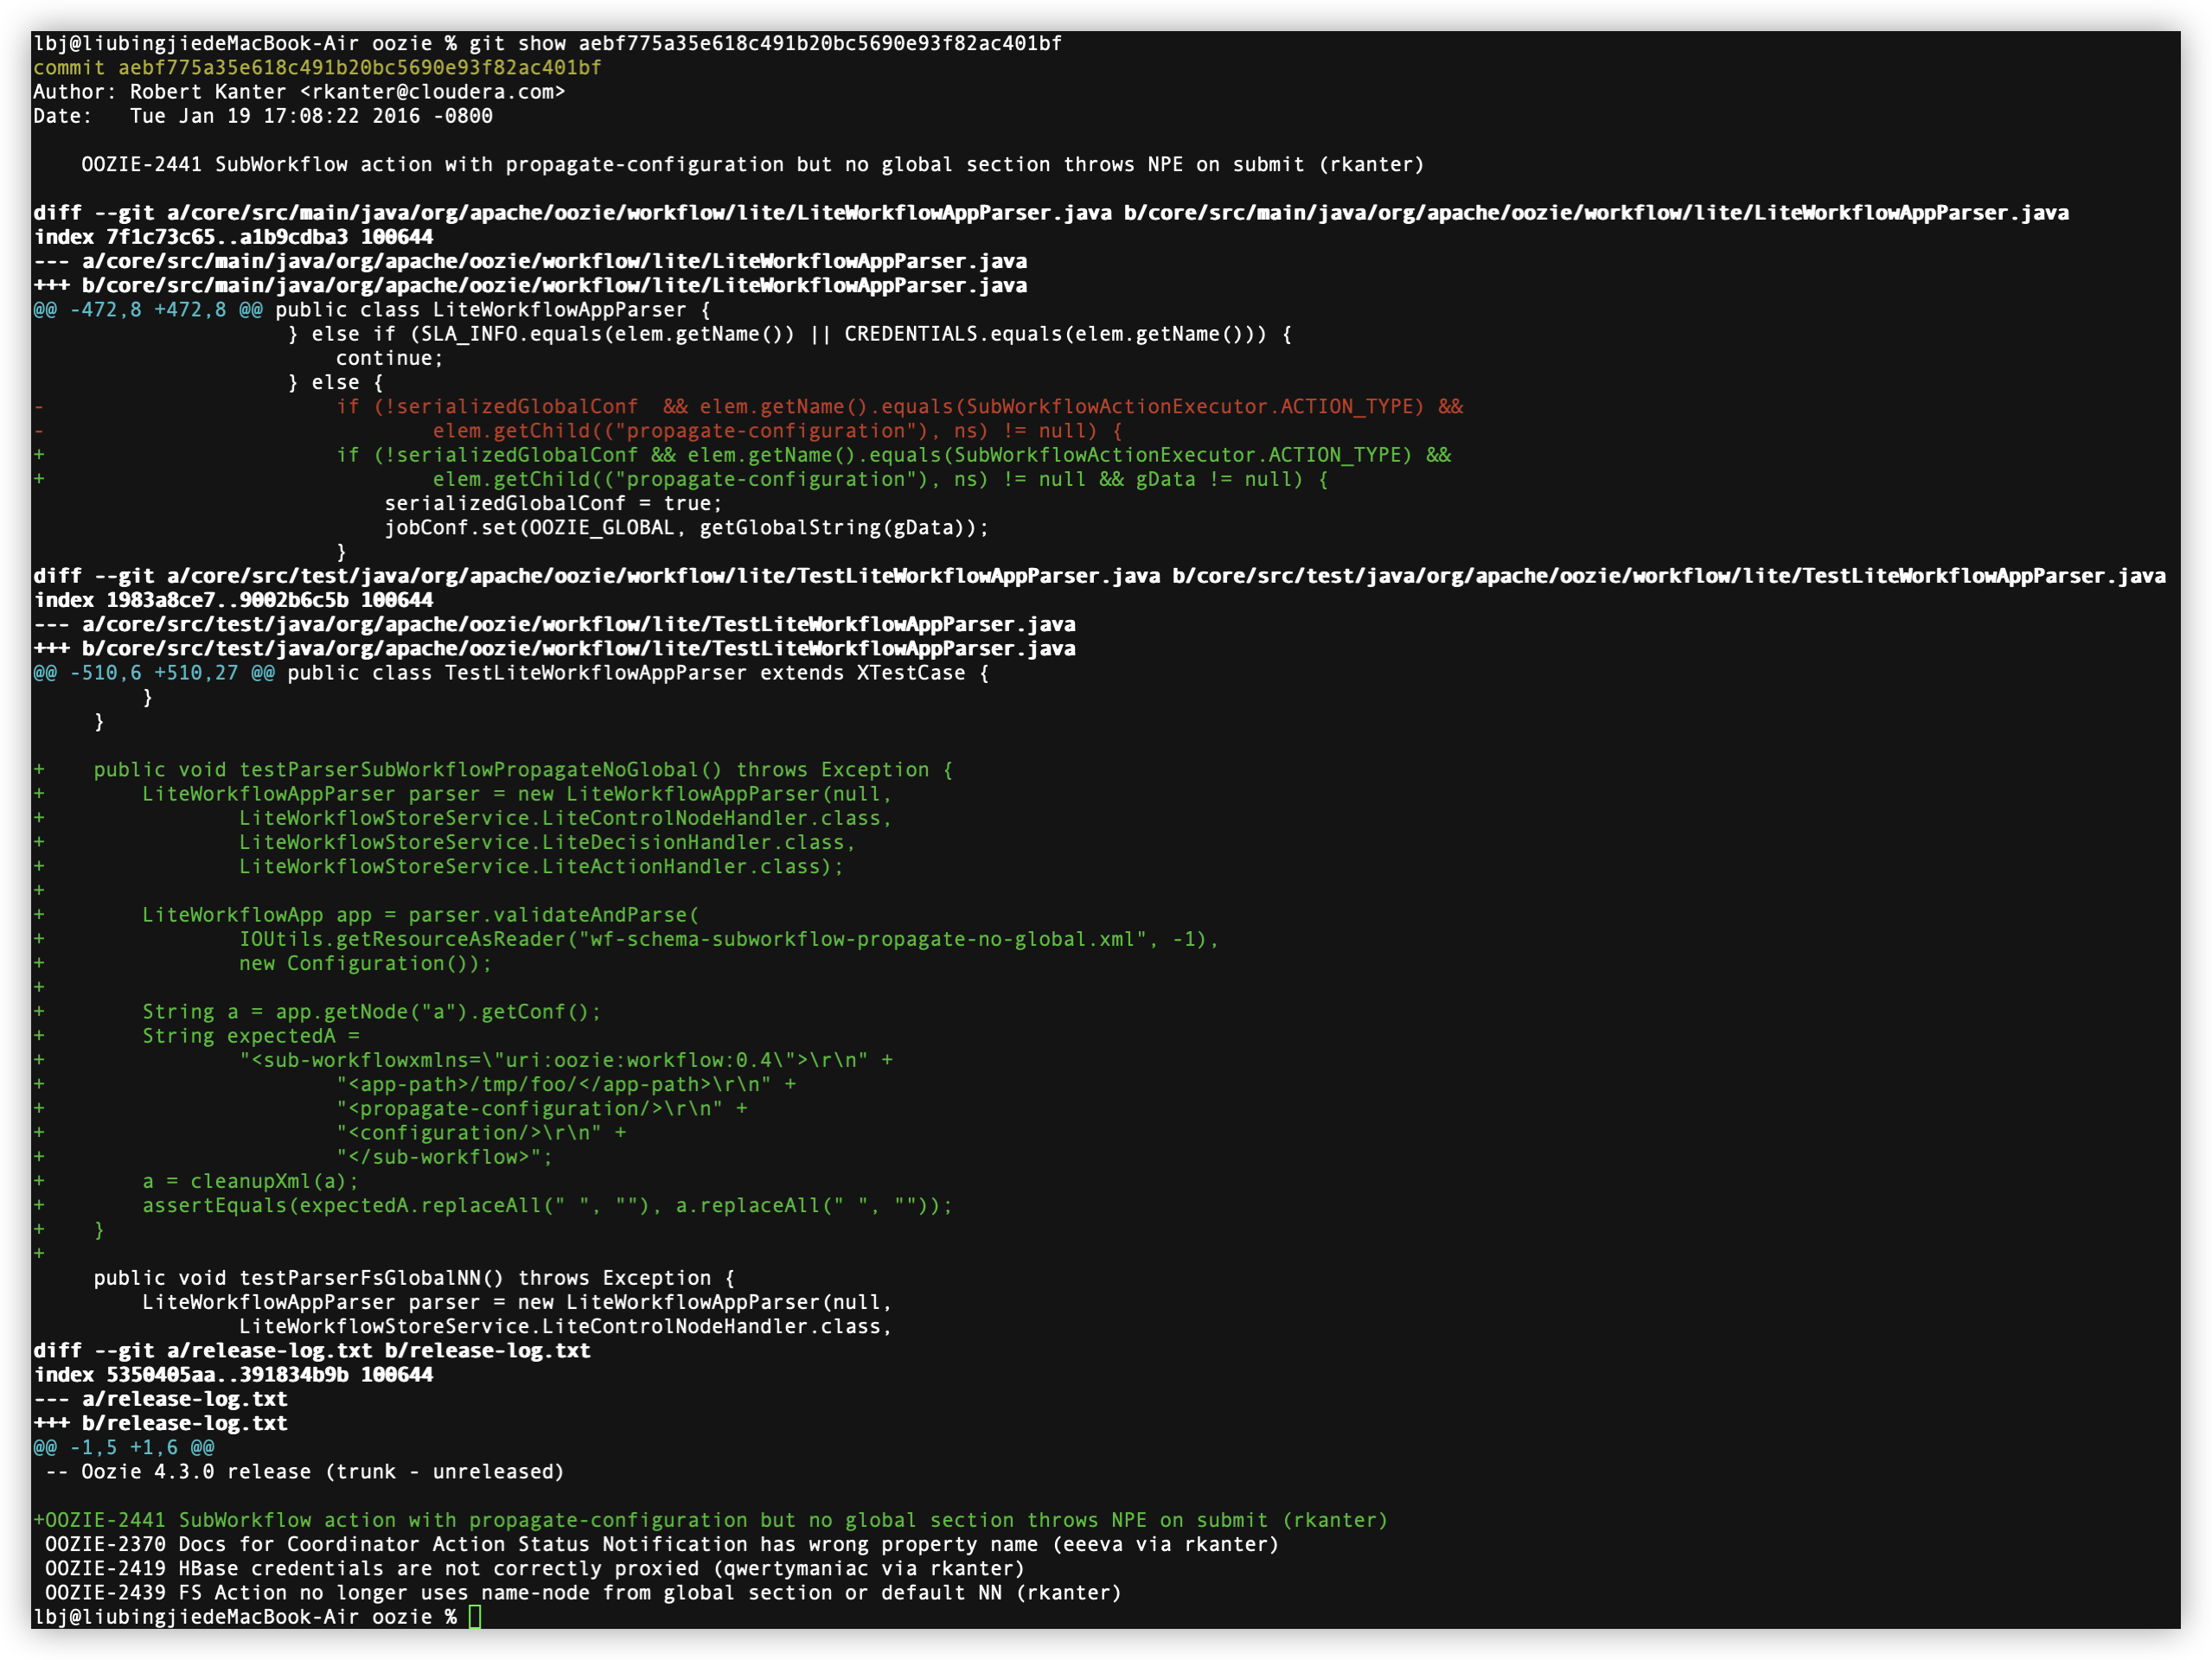 lbj@liubingjiedeMacBook-Air oozie % git show aebf775a35e618c491b20bc5690e93f82ac401bf
commit aebf775a35e618c491b20bc5690e93f82ac401bf
Author: Robert Kanter <rkanter@cloudera.com>
Date:   Tue Jan 19 17:08:22 2016 -0800

    OOZIE-2441 SubWorkflow action with propagate-configuration but no global section throws NPE on submit (rkanter)

diff --git a/core/src/main/java/org/apache/oozie/workflow/lite/LiteWorkflowAppParser.java b/core/src/main/java/org/apache/oozie/workflow/lite/LiteWorkflowAppParser.java
index 7f1c73c65..a1b9cdba3 100644
--- a/core/src/main/java/org/apache/oozie/workflow/lite/LiteWorkflowAppParser.java
+++ b/core/src/main/java/org/apache/oozie/workflow/lite/LiteWorkflowAppParser.java
@@ -472,8 +472,8 @@ public class LiteWorkflowAppParser {
                     } else if (SLA_INFO.equals(elem.getName()) || CREDENTIALS.equals(elem.getName())) {
                         continue;
                     } else {
-                        if (!serializedGlobalConf  && elem.getName().equals(SubWorkflowActionExecutor.ACTION_TYPE) &&
-                                elem.getChild(("propagate-configuration"), ns) != null) {
+                        if (!serializedGlobalConf && elem.getName().equals(SubWorkflowActionExecutor.ACTION_TYPE) &&
+                                elem.getChild(("propagate-configuration"), ns) != null && gData != null) {
                             serializedGlobalConf = true;
                             jobConf.set(OOZIE_GLOBAL, getGlobalString(gData));
                         }
diff --git a/core/src/test/java/org/apache/oozie/workflow/lite/TestLiteWorkflowAppParser.java b/core/src/test/java/org/apache/oozie/workflow/lite/TestLiteWorkflowAppParser.java
index 1983a8ce7..9002b6c5b 100644
--- a/core/src/test/java/org/apache/oozie/workflow/lite/TestLiteWorkflowAppParser.java
+++ b/core/src/test/java/org/apache/oozie/workflow/lite/TestLiteWorkflowAppParser.java
@@ -510,6 +510,27 @@ public class TestLiteWorkflowAppParser extends XTestCase {
         }
     }

+    public void testParserSubWorkflowPropagateNoGlobal() throws Exception {
+        LiteWorkflowAppParser parser = new LiteWorkflowAppParser(null,
+                LiteWorkflowStoreService.LiteControlNodeHandler.class,
+                LiteWorkflowStoreService.LiteDecisionHandler.class,
+                LiteWorkflowStoreService.LiteActionHandler.class);
+
+        LiteWorkflowApp app = parser.validateAndParse(
+                IOUtils.getResourceAsReader("wf-schema-subworkflow-propagate-no-global.xml", -1),
+                new Configuration());
+
+        String a = app.getNode("a").getConf();
+        String expectedA =
+                "<sub-workflowxmlns=\"uri:oozie:workflow:0.4\">\r\n" +
+                        "<app-path>/tmp/foo/</app-path>\r\n" +
+                        "<propagate-configuration/>\r\n" +
+                        "<configuration/>\r\n" +
+                        "</sub-workflow>";
+        a = cleanupXml(a);
+        assertEquals(expectedA.replaceAll(" ", ""), a.replaceAll(" ", ""));
+    }
+
     public void testParserFsGlobalNN() throws Exception {
         LiteWorkflowAppParser parser = new LiteWorkflowAppParser(null,
                 LiteWorkflowStoreService.LiteControlNodeHandler.class,
diff --git a/release-log.txt b/release-log.txt
index 5350405aa..391834b9b 100644
--- a/release-log.txt
+++ b/release-log.txt
@@ -1,5 +1,6 @@
 -- Oozie 4.3.0 release (trunk - unreleased)

+OOZIE-2441 SubWorkflow action with propagate-configuration but no global section throws NPE on submit (rkanter)
 OOZIE-2370 Docs for Coordinator Action Status Notification has wrong property name (eeeva via rkanter)
 OOZIE-2419 HBase credentials are not correctly proxied (qwertymaniac via rkanter)
 OOZIE-2439 FS Action no longer uses name-node from global section or default NN (rkanter)
lbj@liubingjiedeMacBook-Air oozie %